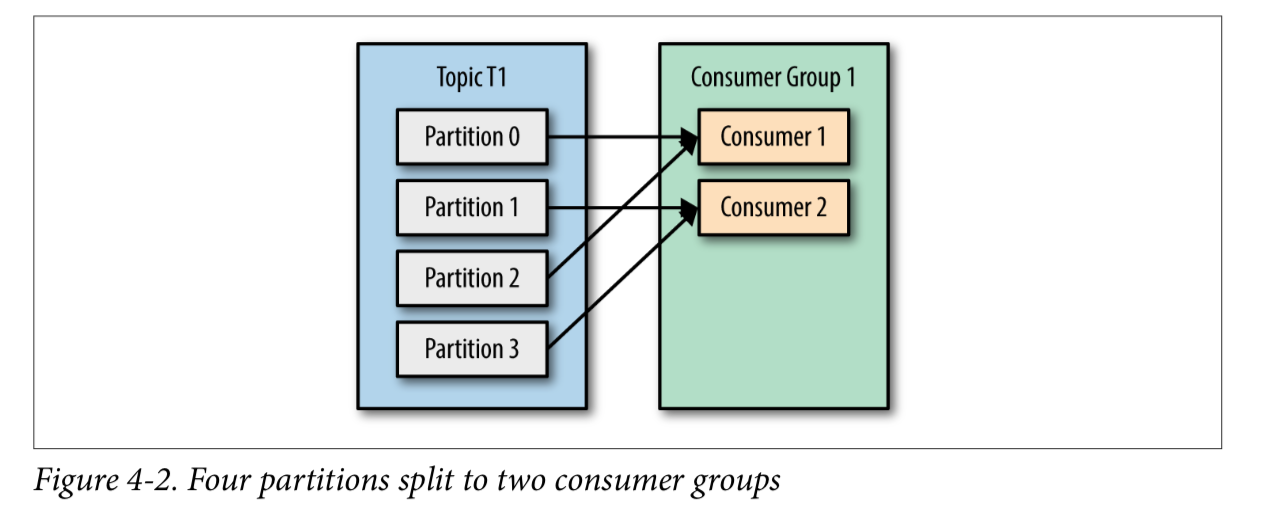 Topic T1
Partition 0
Partition 1
Partition 2
Partition 3
Consumer Group 1
Consumer 1
Consumer 2
Figure 4-2. Four partitions split to two consumer groups